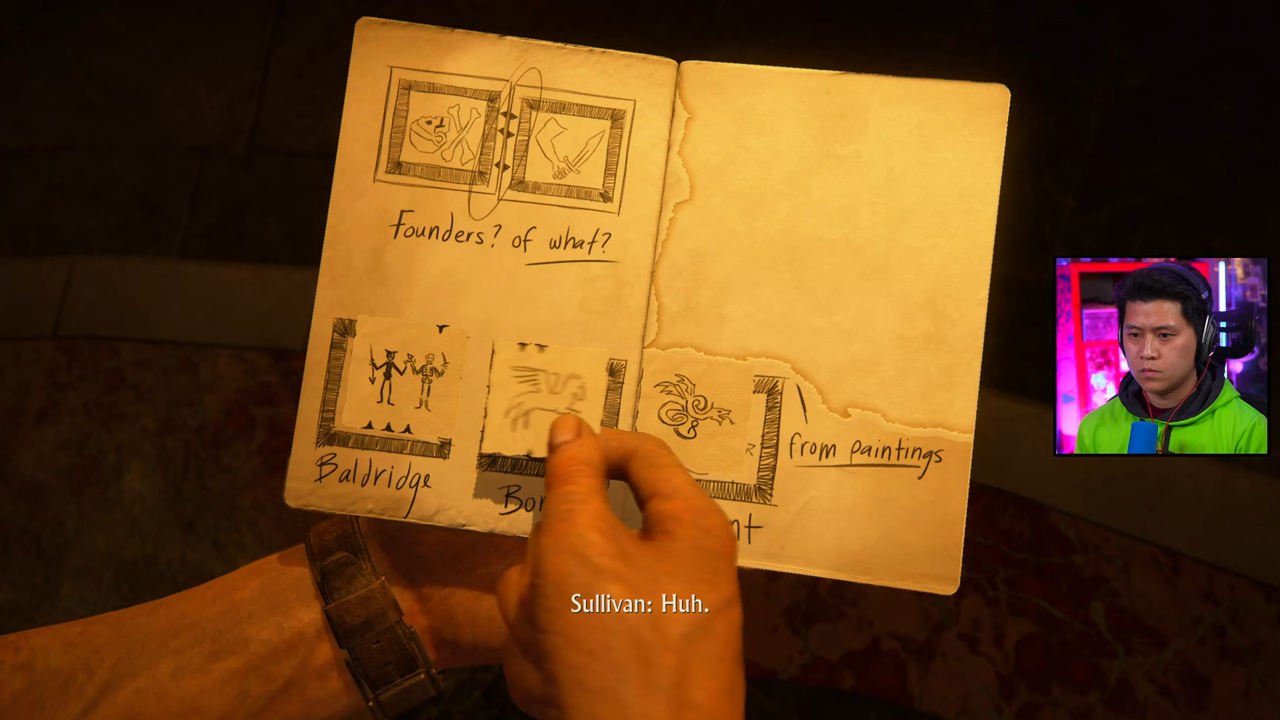 Founders? of what?
Baldridge
from paintings
Sullivan: Huh.